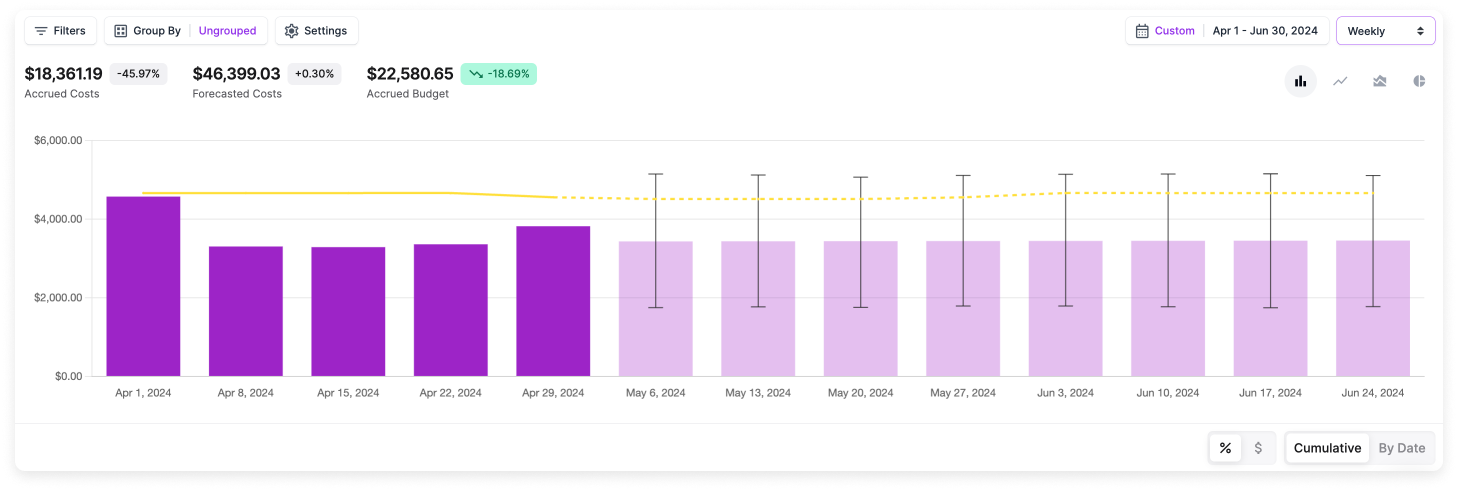 Filters Group By Ungrouped Settings Custom Apr 1 - Jun 30, 2024 Weekly
$18,361.19 -45.97% $46,399.03 +0.30% $22,580.65 -18.69%
Accrued Costs Forecasted Costs Accrued Budget
$6,000.00
$4,000.00
$2,000.00
$0.00
Apr 1, 2024 Apr 8, 2024 Apr 15, 2024 Apr 22, 2024 Apr 29, 2024 May 6, 2024 May 13, 2024 May 20, 2024 May 27, 2024 Jun 3, 2024 Jun 10, 2024 Jun 17, 2024 Jun 24, 2024
% $ Cumulative By Date